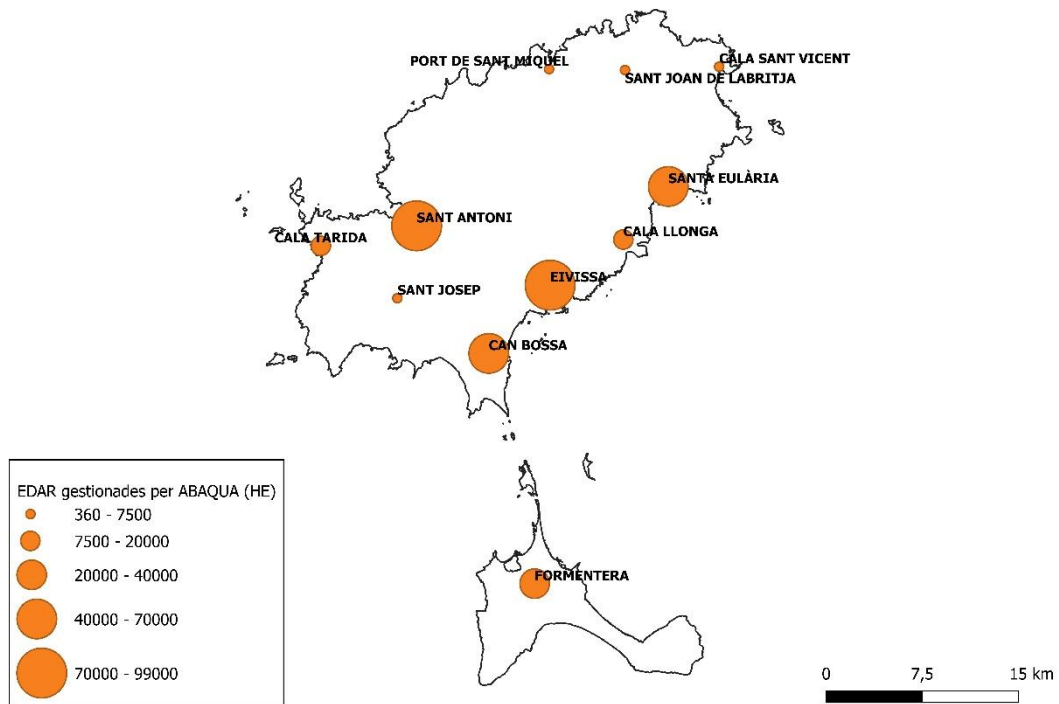 PORT DE SANT MIQUEL
CALA SANT VICENT
SANT JOAN DE LABRITJA
SANTA EULÀRIA
SANT ANTONI
CALA TARIDA
CALA LLONGA
EIVISSA
SANT JOSEP
CAN BOSSA
FORMENTERA
EDAR gestionades per ABAQUA (HE)
360 - 7500
7500 - 20000
20000 - 40000
40000 - 70000
70000 - 99000
0 7,5 15 km